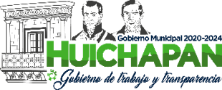 Gobierno Municipal 2020-2024
HUICHAPAN
Gobierno de trabajo y transparencia